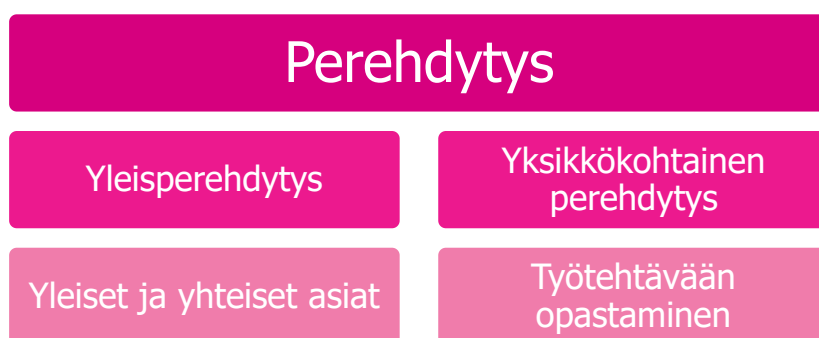 Perehdytys
Yleisperehdytys
Yksikkökohtainen
perehdytys
Yleiset ja yhteiset asiat
Työtehtävään
opastaminen